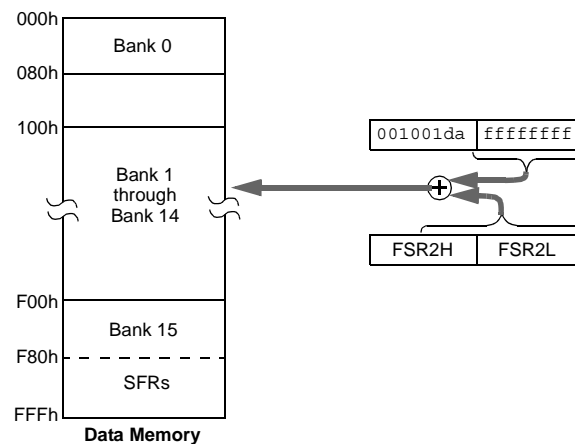 000h
Bank 0
080h
100h
001001da ffffffff
Bank 1
through
Bank 14
FSR2H FSR2L
F00h
Bank 15
F80h
SFRs
FFFh
Data Memory